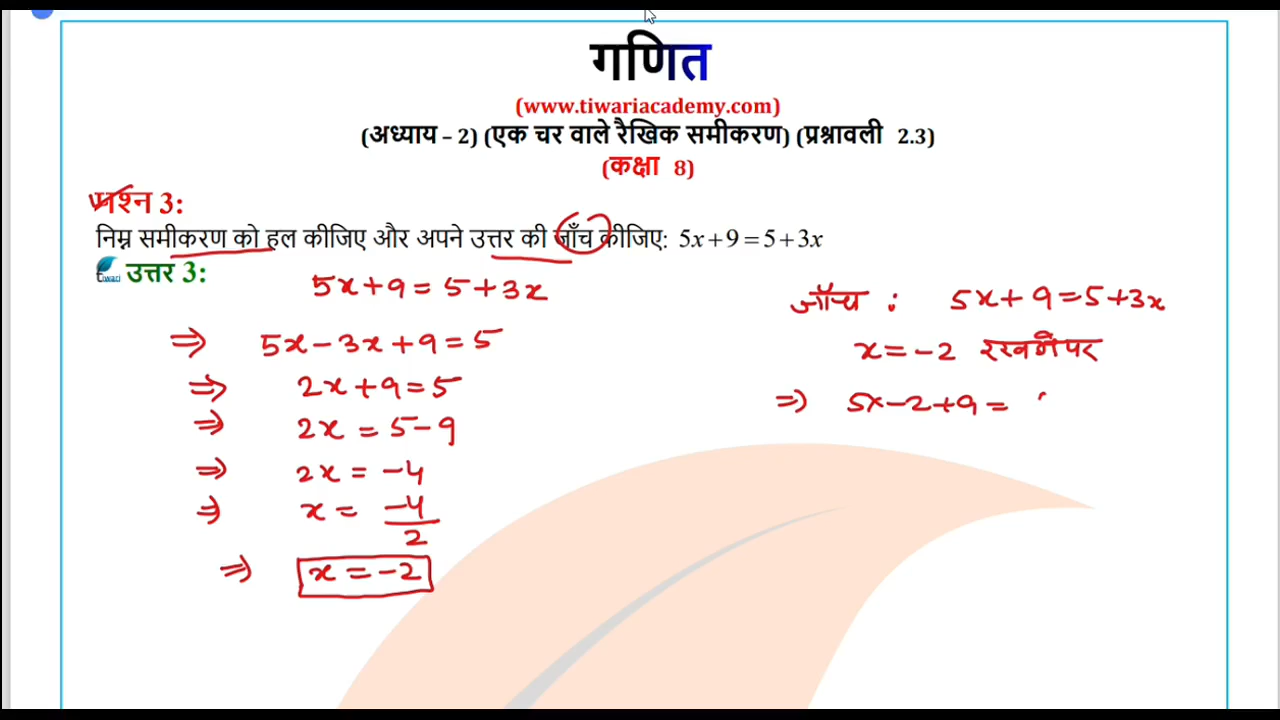 गणित
(www.tiwariacademy.com)
(अध्याय – 2) (एक चर वाले रैखिक समीकरण) (प्रश्नावली 2.3)
(कक्षा 8)
प्रश्न 3:
निम्न समीकरण को हल कीजिए और अपने उत्तर की जाँच कीजिए: 5x+9=5+3x
tiwari उत्तर 3:
5x+9=5+3x
⇒ 5x-3x+9=5
⇒ 2x+9=5
⇒ 2x=5-9
⇒ 2x=-4
⇒ x=-4/2
⇒ x=-2
जाँच : 5x+9=5+3x
x=-2 रखने पर
⇒ 5x-2+9=